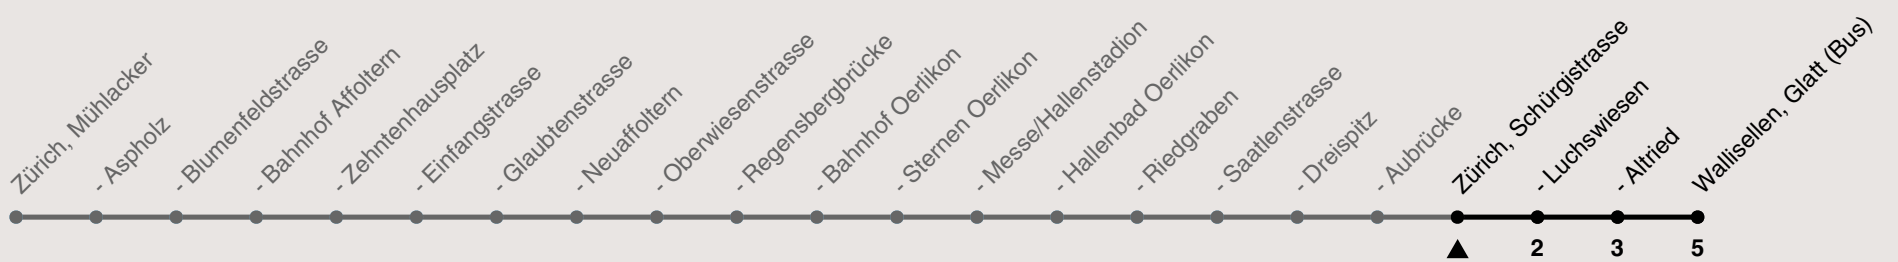 Zürich, Mühlacker
- Aspholz
- Blumenfeldstrasse
- Bahnhof Affoltern
- Zehntenhausplatz
- Einfangstrasse
- Glaubtenstrasse
- Neuaffoltern
- Oberwiesenstrasse
- Regensbergbrücke
- Bahnhof Oerlikon
- Sternen Oerlikon
- Messe/Hallenstadion
- Hallenbad Oerlikon
- Riedgraben
- Saatlenstrasse
- Dreispitz
- Aubrücke
Zürich, Schürgistrasse
- Luchswiesen
- Altried
Wallisellen, Glatt (Bus)
2 3 5